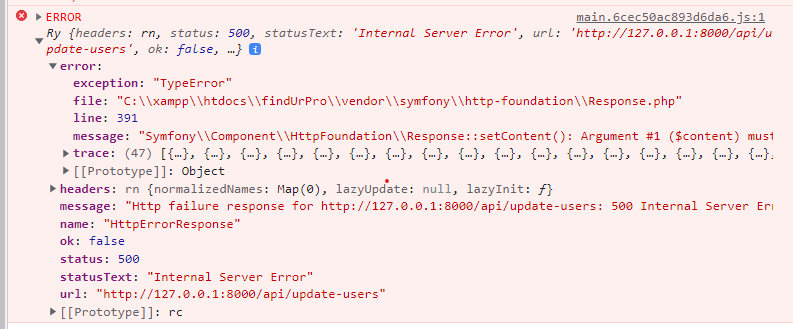 ERROR main.6cec50ac893d6da6.js:1
Ry {headers: rn, status: 500, statusText: 'Internal Server Error', url: 'http://127.0.0.1:8000/api/u
pdate-users', ok: false, …} i
error:
exception: "TypeError"
file: "C:\\xampp\\htdocs\\findUrPro\\vendor\\symfony\\http-foundation\\Response.php"
line: 391
message: "Symfony\\Component\\HttpFoundation\\Response::setContent(): Argument #1 ($content) must
trace: (47) [{…}, {…}, {…}, {…}, {…}, {…}, {…}, {…}, {…}, {…}, {…}, {…}, {…}, {…}, {…}, {…}, {…},
[[Prototype]]: Object
headers: rn {normalizedNames: Map(0), lazyUpdate: null, lazyInit: ƒ}
message: "Http failure response for http://127.0.0.1:8000/api/update-users: 500 Internal Server Err
name: "HttpErrorResponse"
ok: false
status: 500
statusText: "Internal Server Error"
url: "http://127.0.0.1:8000/api/update-users"
[[Prototype]]: rc